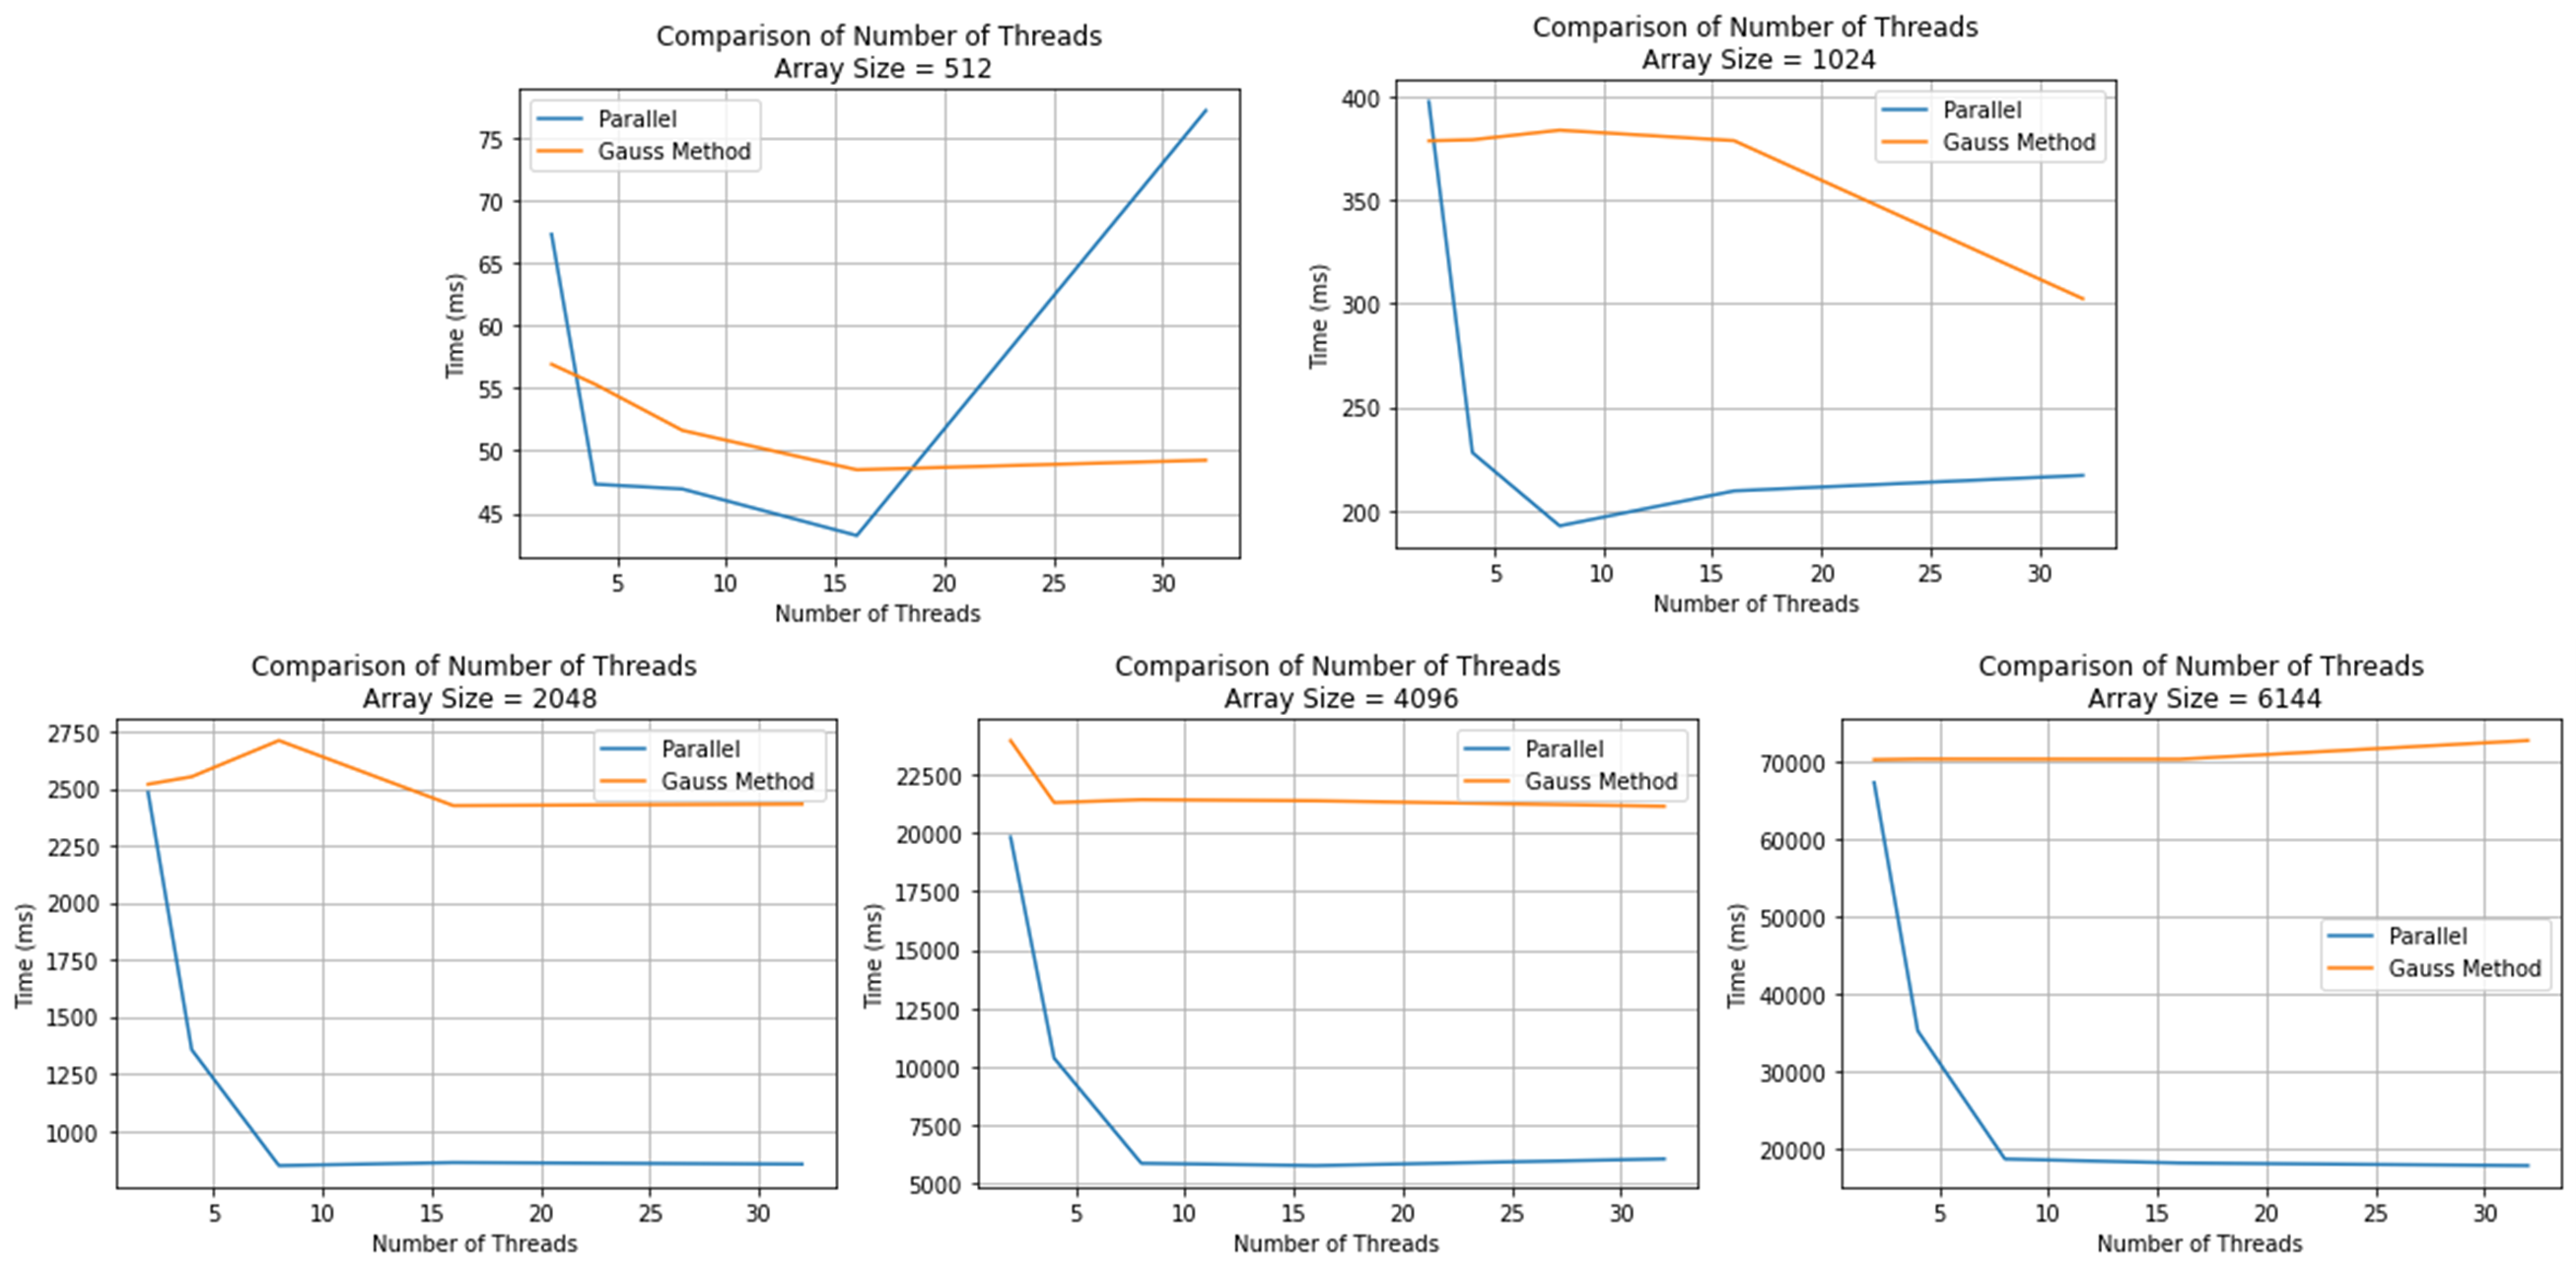 Comparison of Number of Threads
Array Size = 512
Parallel
Gauss Method
75
70
65
60
55
50
45
Time (ms)
5 10 15 20 25 30
Number of Threads
Comparison of Number of Threads
Array Size = 1024
Parallel
Gauss Method
400
350
300
250
200
Time (ms)
5 10 15 20 25 30
Number of Threads
Comparison of Number of Threads
Array Size = 2048
Parallel
Gauss Method
2750
2500
2250
2000
1750
1500
1250
1000
Time (ms)
5 10 15 20 25 30
Number of Threads
Comparison of Number of Threads
Array Size = 4096
Parallel
Gauss Method
22500
20000
17500
15000
12500
10000
7500
5000
Time (ms)
5 10 15 20 25 30
Number of Threads
Comparison of Number of Threads
Array Size = 6144
Parallel
Gauss Method
70000
60000
50000
40000
30000
20000
Time (ms)
5 10 15 20 25 30
Number of Threads